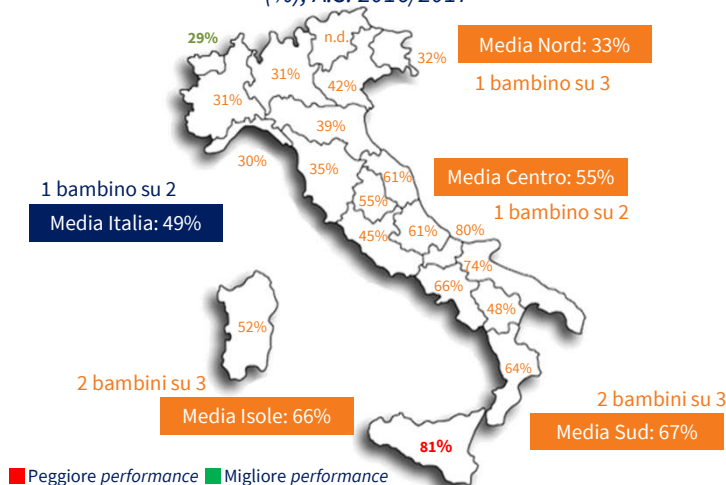 (%), A.S. 2016/2017
29%
n.d.
32%
Media Nord: 33%
1 bambino su 3
31%
42%
31%
39%
30%
35%
61%
Media Centro: 55%
1 bambino su 2
55%
1 bambino su 2
Media Italia: 49%
45%
61%
80%
74%
66%
48%
52%
64%
2 bambini su 3
Media Isole: 66%
2 bambini su 3
Media Sud: 67%
81%
Peggiore performance
Migliore performance